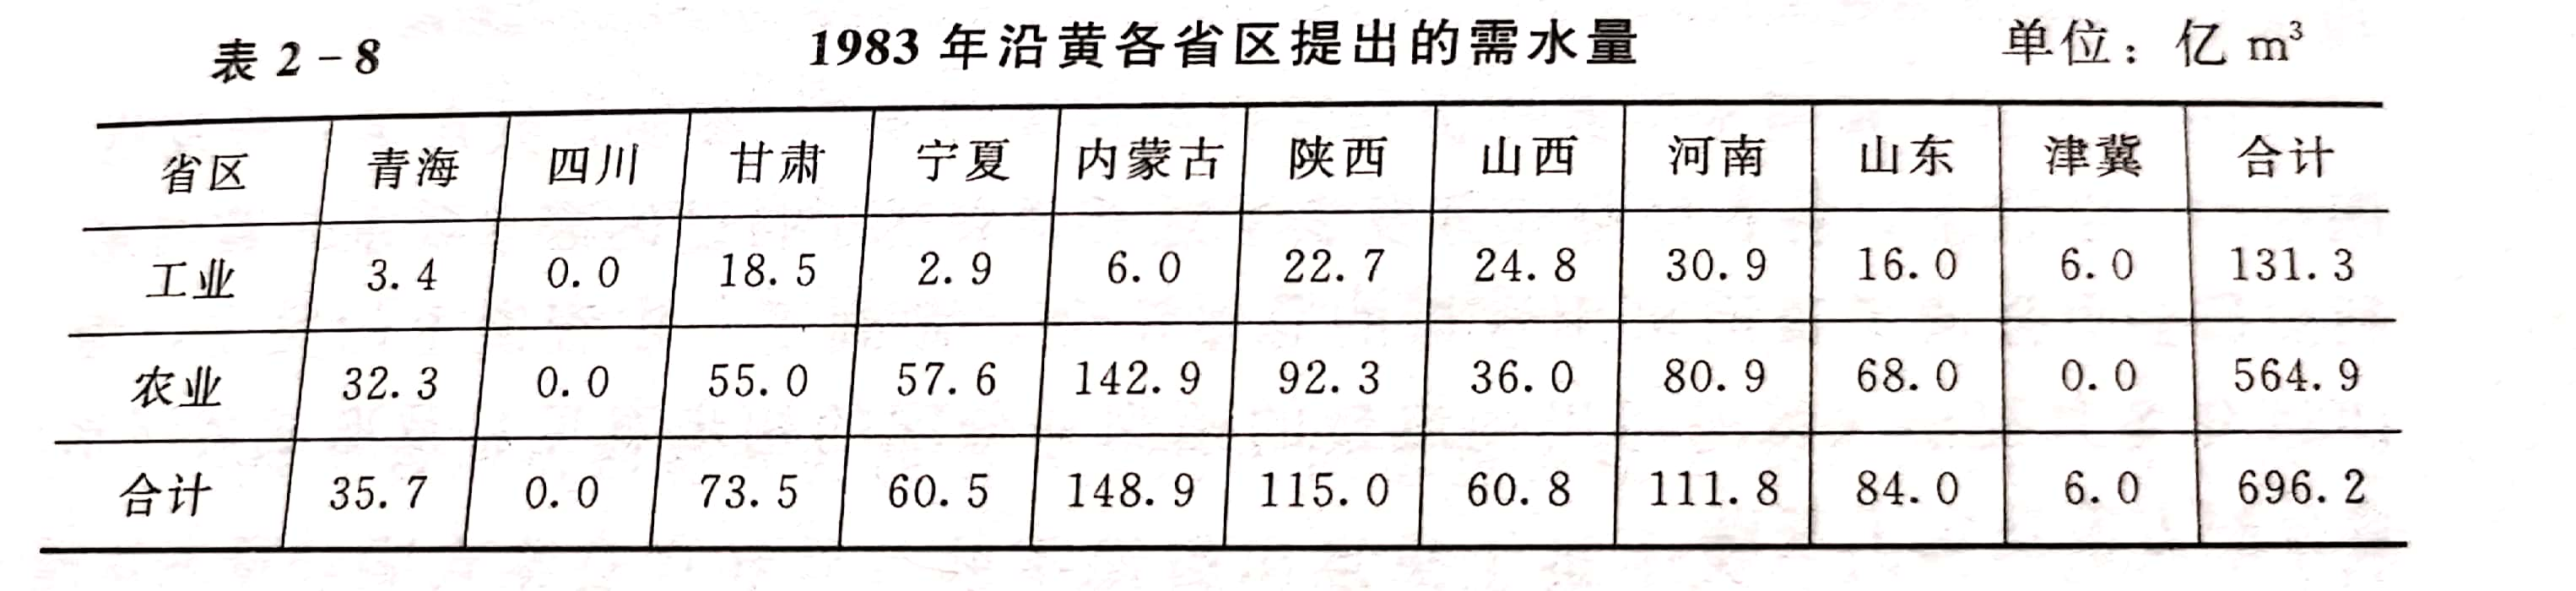 表 2-8 1983 年沿黄各省区提出的需水量 单位：亿 m³
省区 青海 四川 甘肃 宁夏 内蒙古 陕西 山西 河南 山东 津冀 合计
工业 3.4 0.0 18.5 2.9 6.0 22.7 24.8 30.9 16.0 6.0 131.3
农业 32.3 0.0 55.0 57.6 142.9 92.3 36.0 80.9 68.0 0.0 564.9
合计 35.7 0.0 73.5 60.5 148.9 115.0 60.8 111.8 84.0 6.0 696.2